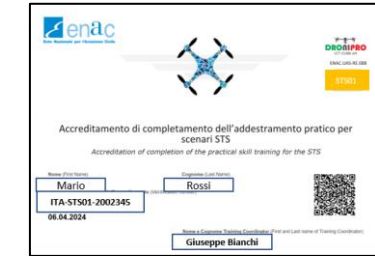 enac
Ente Nazionale per l'Aviazione Civile
DRONIPRO
ENAC.UAS-RE.088
STS01
Accreditamento di completamento dell'addestramento pratico per
scenari STS
Accreditation of completion of the practical skill training for the STS
Nome (First Name)
Cognome (Last Name)
Mario
Rossi
ITA-STS01-2002345
06.04.2024
Nome e Cognome Training Coordinator (First and Last name of Training Coordinator)
Giuseppe Bianchi